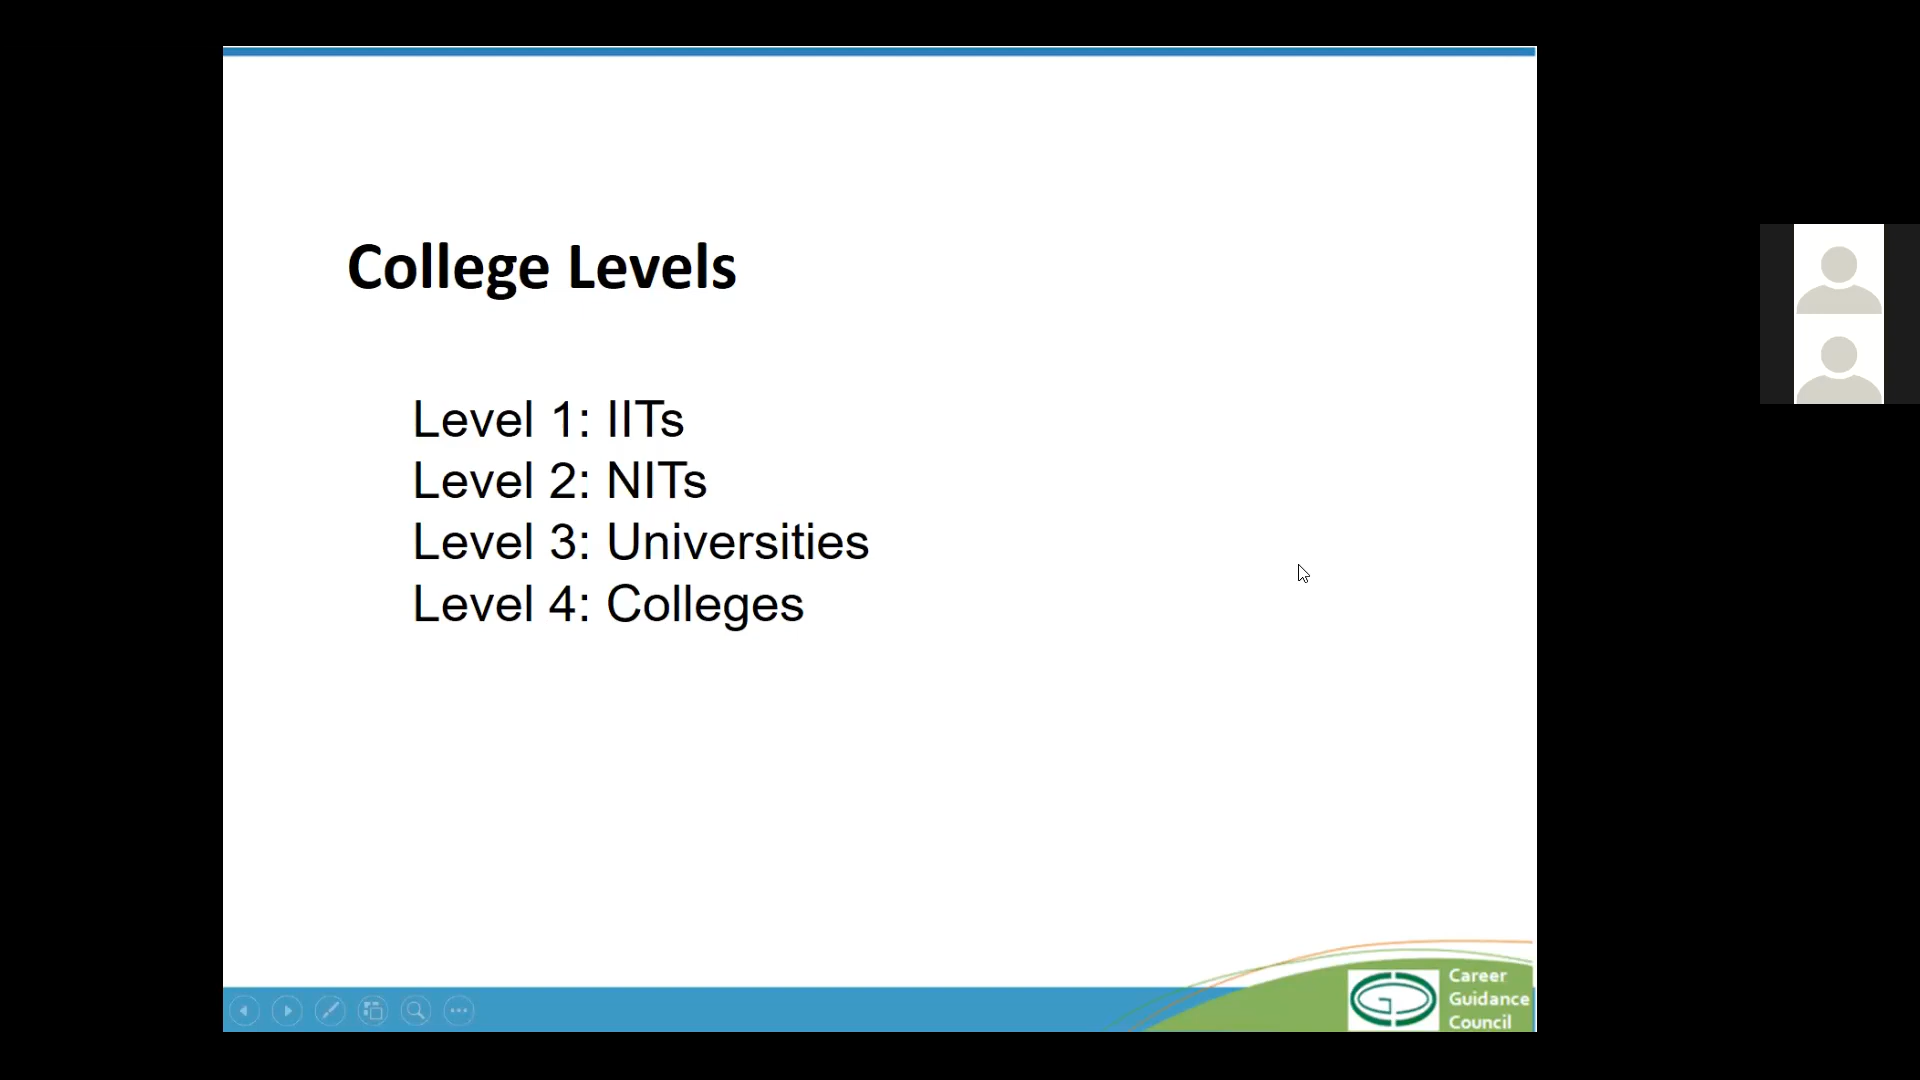 College Levels
Level 1: IITs
Level 2: NITs
Level 3: Universities
Level 4: Colleges
Career
Guidance
Council